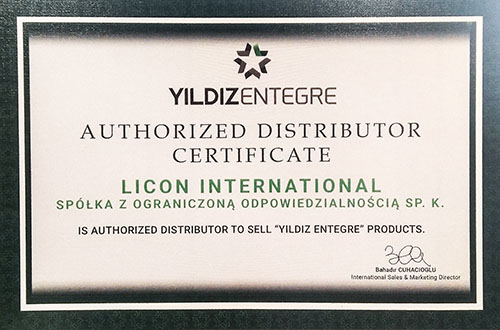 YILDIZENTEGRE
AUTHORIZED DISTRIBUTOR
CERTIFICATE
LICON INTERNATIONAL
SPÓŁKA Z OGRANICZONĄ ODPOWIEDZIALNOŚCIĄ SP. K.
IS AUTHORIZED DISTRIBUTOR TO SELL "YILDIZ ENTEGRE" PRODUCTS.
Bahadır CUHACIOGLU
International Sales & Marketing Director